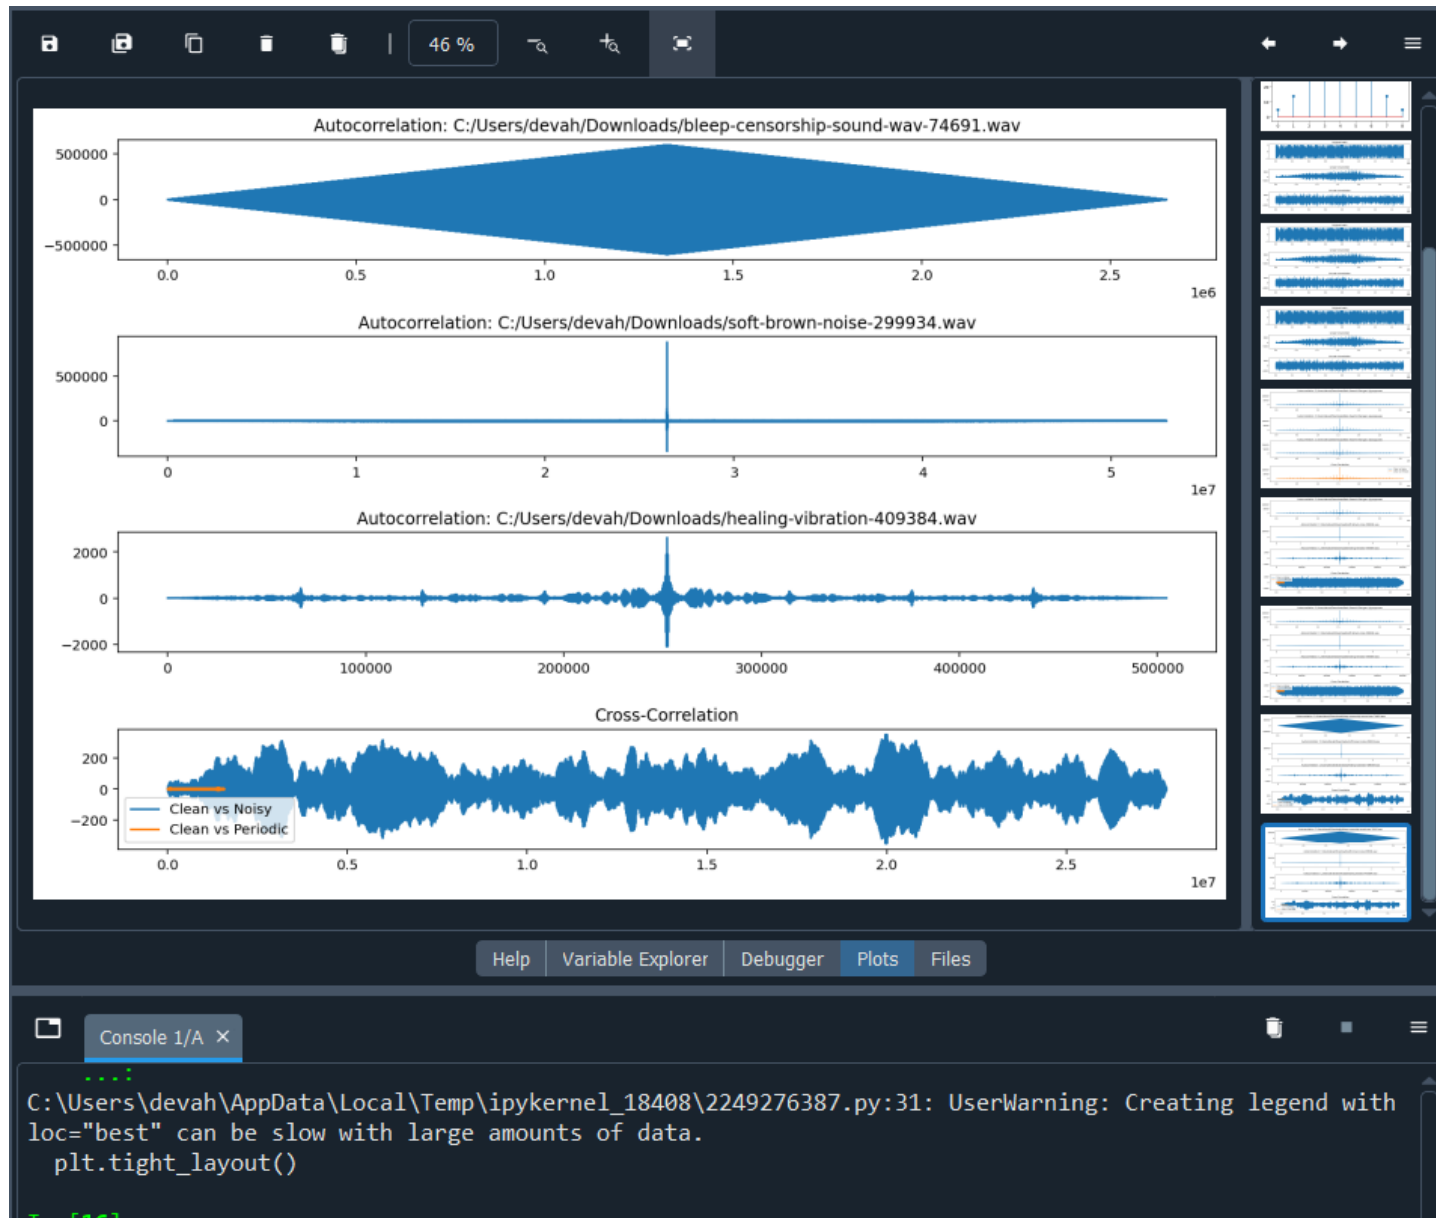 46 %
Autocorrelation: C:/Users/devah/Downloads/bleep-censorship-sound-wav-74691.wav
500000
0
−500000
0.0 0.5 1.0 1.5 2.0 2.5
1e6
Autocorrelation: C:/Users/devah/Downloads/soft-brown-noise-299934.wav
500000
0
0 1 2 3 4 5
1e7
Autocorrelation: C:/Users/devah/Downloads/healing-vibration-409384.wav
2000
0
−2000
0 100000 200000 300000 400000 500000
Cross-Correlation
200
0
−200
Clean vs Noisy
Clean vs Periodic
0.0 0.5 1.0 1.5 2.0 2.5
1e7
Help Variable Explorer Debugger Plots Files
Console 1/A ×
...:
C:\Users\devah\AppData\Local\Temp\ipykernel_18408\2249276387.py:31: UserWarning: Creating legend with
loc="best" can be slow with large amounts of data.
plt.tight_layout()